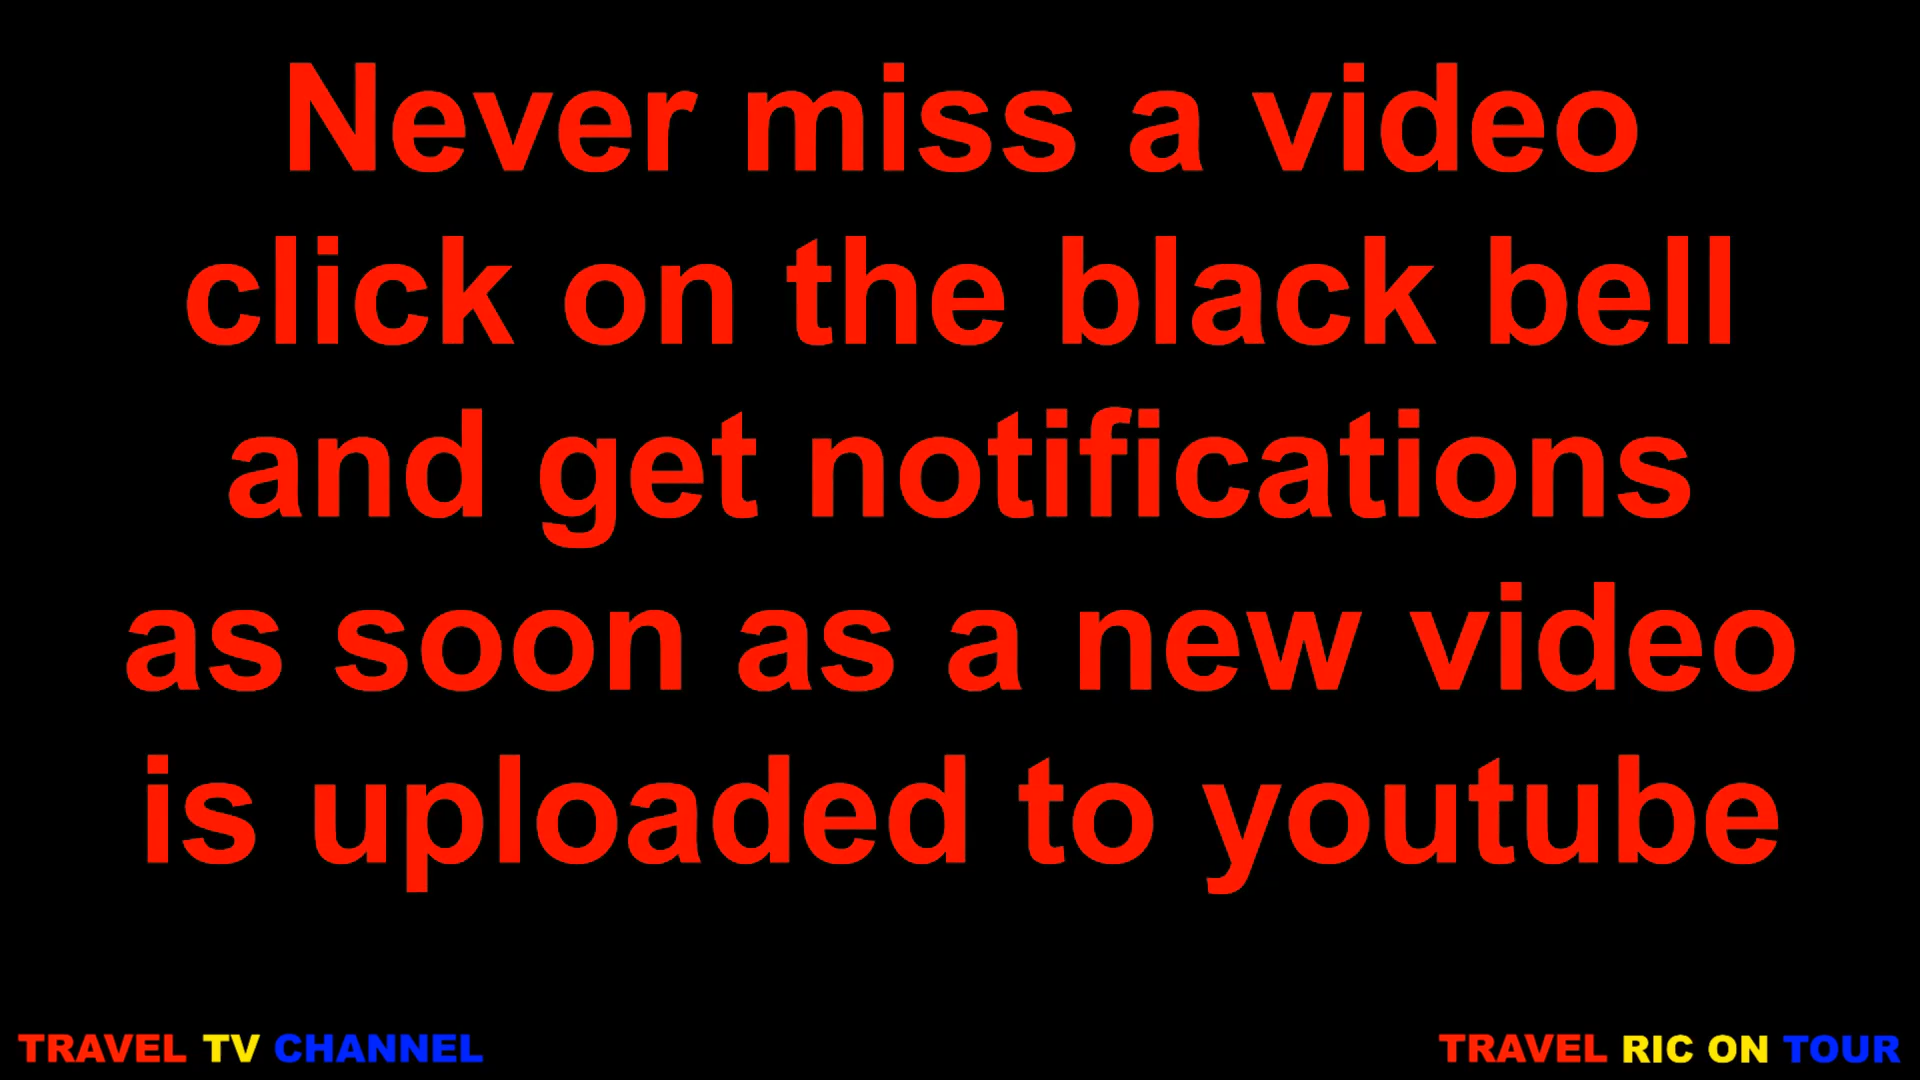 Never miss a video
click on the black bell
and get notifications
as soon as a new video
is uploaded to youtube
TRAVEL TV CHANNEL
TRAVEL RIC ON TOUR